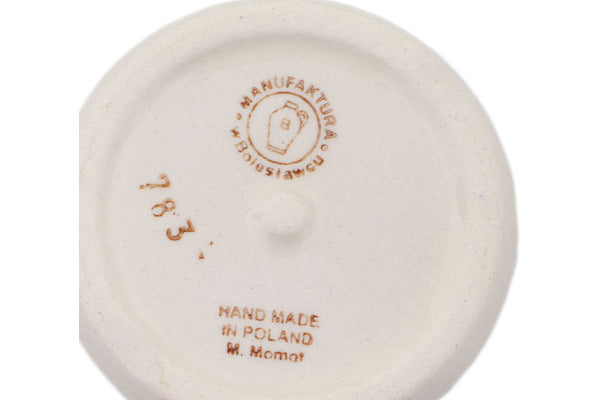 MANUFAKTURA
w Bolesławcu
B
783
HAND MADE
IN POLAND
M. Momot